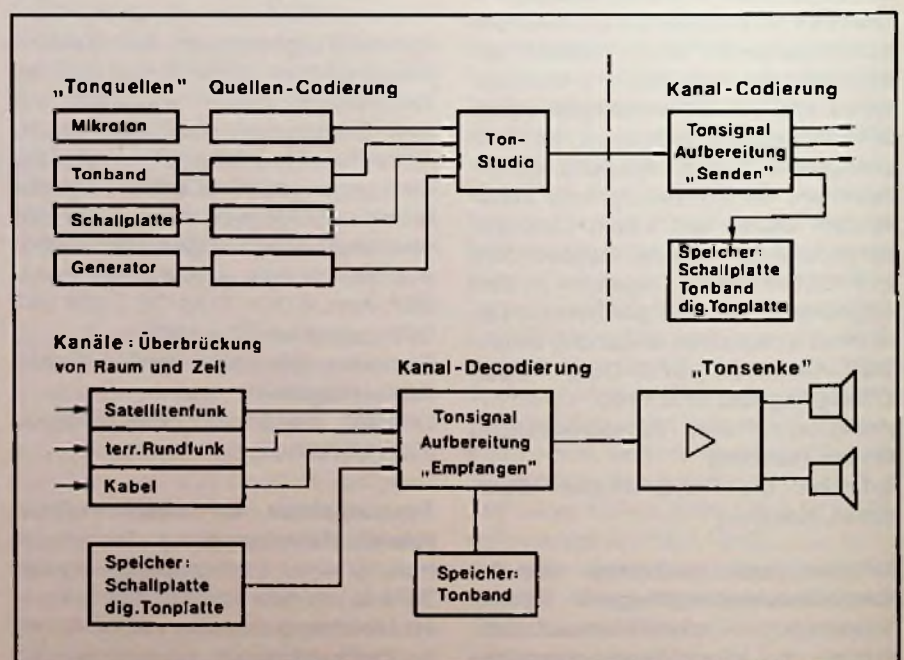 „Tonquellen"
Quellen-Codierung
Kanal-Codierung
Mikrofon
Tonband
Schallplatte
Generator
Ton-
Studio
Tonsignal
Aufbereitung
„Senden"
Speicher:
Schallplatte
Tonband
dig.Tonplatte
Kanäle : Überbrückung
von Raum und Zeit
Kanal-Decodierung
„Tonsenke"
Satellitenfunk
terr.Rundfunk
Kabel
Tonsignal
Aufbereitung
„Empfangen"
Speicher:
Schallplatte
dig.Tonplatte
Speicher:
Tonband